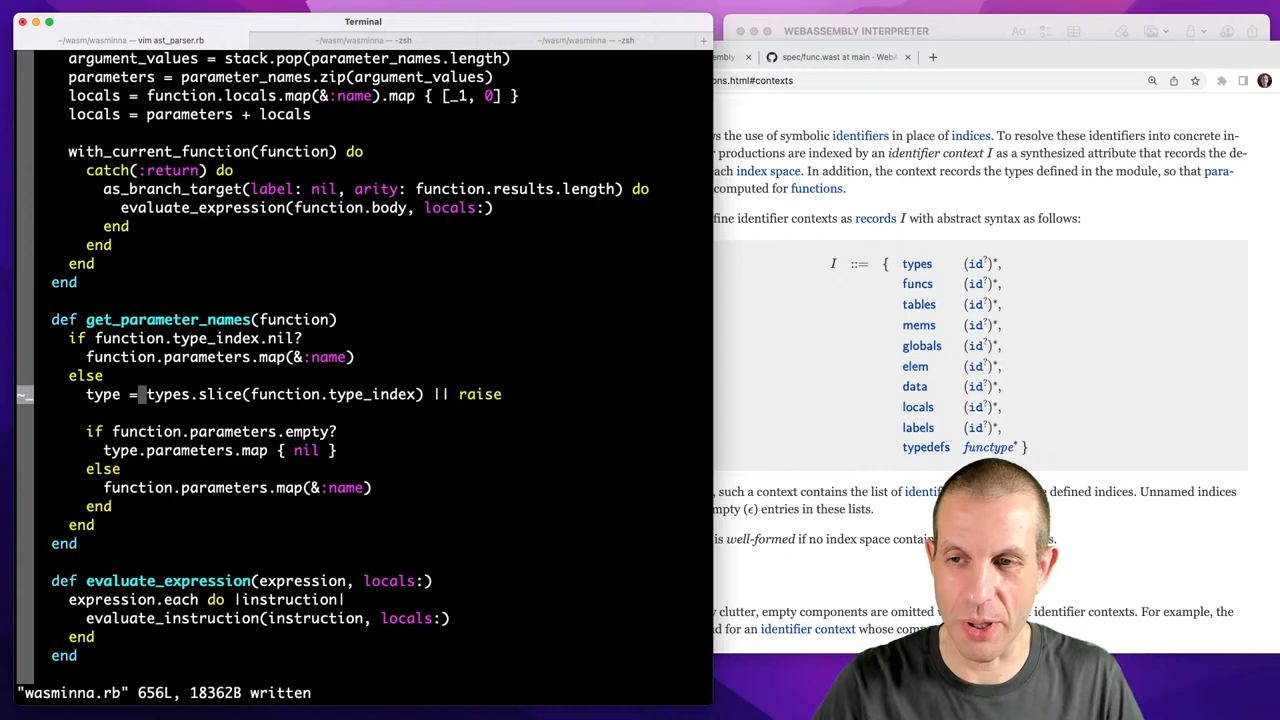 Terminal
~/wasm/wasminna — vim ast_parser.rb
~/wasm/wasminna — -zsh
~/wasm/wasminna — -zsh
+
argument_values = stack.pop(parameter_names.length)
parameters = parameter_names.zip(argument_values)
locals = function.locals.map(&:name).map { [_1, 0] }
locals = parameters + locals
with_current_function(function) do
catch(:return) do
as_branch_target(label: nil, arity: function.results.length) do
evaluate_expression(function.body, locals:)
end
end
end
end
def get_parameter_names(function)
if function.type_index.nil?
function.parameters.map(&:name)
else
type = types.slice(function.type_index) || raise
if function.parameters.empty?
type.parameters.map { nil }
else
function.parameters.map(&:name)
end
end
end
def evaluate_expression(expression, locals:)
expression.each do |instruction|
evaluate_instruction(instruction, locals:)
end
end
"wasminna.rb" 656L, 18362B written
WEBASSEMBLY INTERPRETER
embly
spec/func.wast at main · WebA
ons.html#contexts
s the use of symbolic identifiers in place of indices. To resolve these identifiers into concrete in-
r productions are indexed by an identifier context I as a synthesized attribute that records the de-
each index space. In addition, the context records the types defined in the module, so that para-
computed for functions.
fine identifier contexts as records I with abstract syntax as follows:
I ::= { types (id?)*,
funcs (id?)*,
tables (id?)*,
mems (id?)*,
globals (id?)*,
elem (id?)*,
data (id?)*,
locals (id?)*,
labels (id?)*,
typedefs functype* }
, such a context contains the list of identif defined indices. Unnamed indices
mpty (ϵ) entries in these lists.
is well-formed if no index space contai
y clutter, empty components are omitted identifier contexts. For example, the
d for an identifier context whose comp